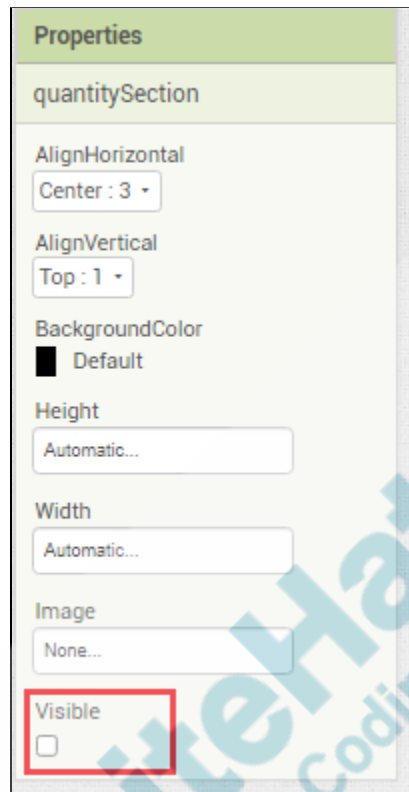 Properties
quantitySection
AlignHorizontal
Center : 3
AlignVertical
Top : 1
BackgroundColor
Default
Height
Automatic...
Width
Automatic...
Image
None...
Visible